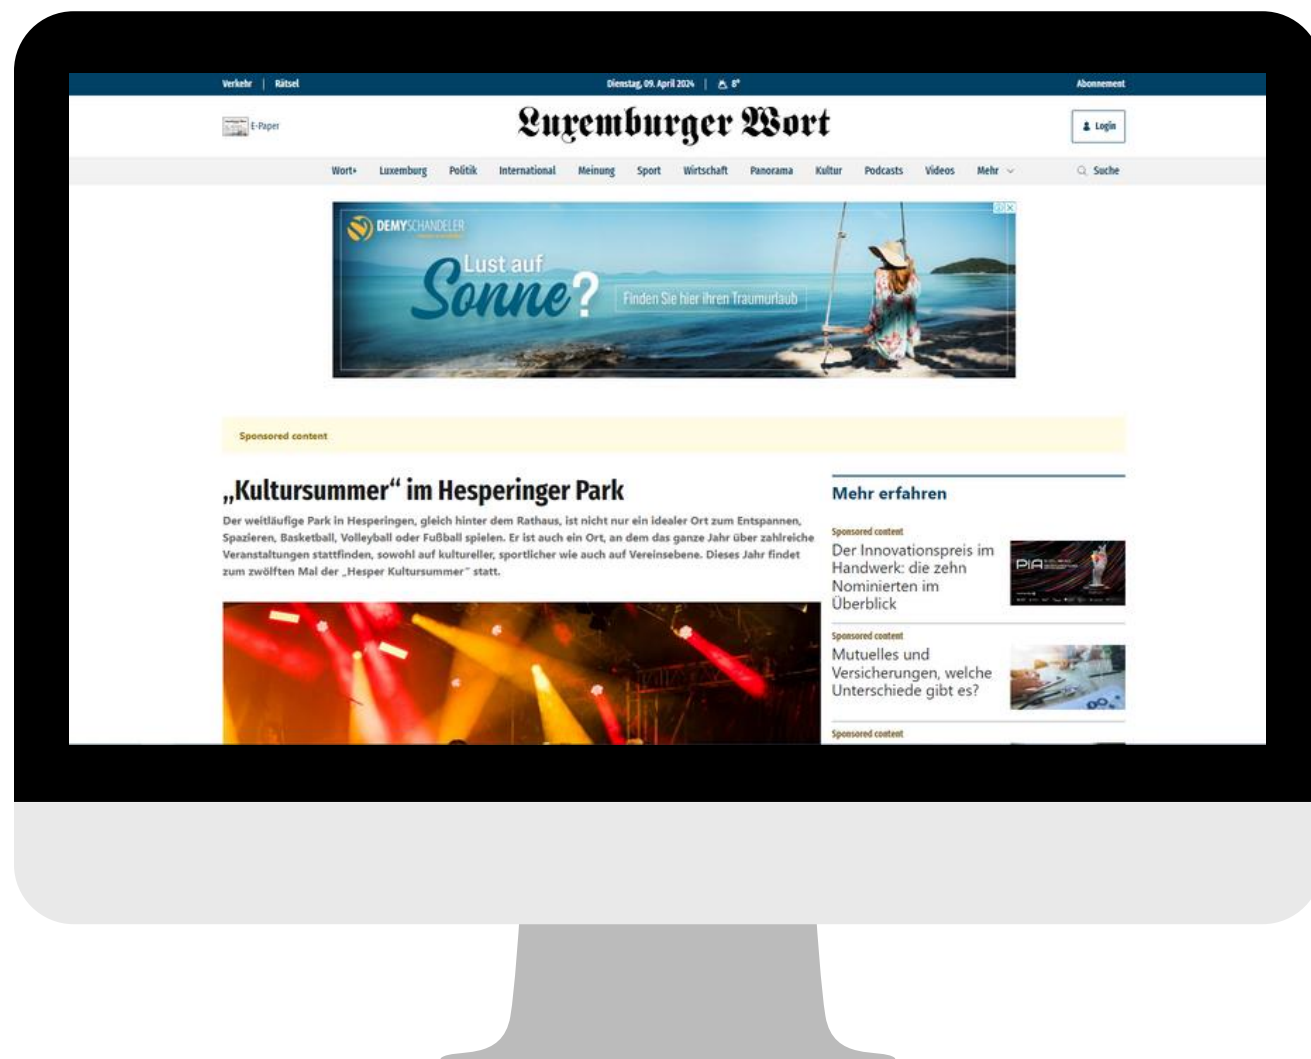 Verkehr | Rätsel
Dienstag, 09. April 2024 | 8°
Abonnement
E-Paper
Luxemburger Wort
Login
Wort+ Luxemburg Politik International Meinung Sport Wirtschaft Panorama Kultur Podcasts Videos Mehr
Suche
DEMYSCHANDELER
Lust auf
Sonne?
Finden Sie hier ihren Traumurlaub
Sponsored content
„Kultursummer“ im Hesperinger Park
Der weitläufige Park in Hesperingen, gleich hinter dem Rathaus, ist nicht nur ein idealer Ort zum Entspannen,
Spazieren, Basketball, Volleyball oder Fußball spielen. Er ist auch ein Ort, an dem das ganze Jahr über zahlreiche
Veranstaltungen stattfinden, sowohl auf kultureller, sportlicher wie auch auf Vereinsebene. Dieses Jahr findet
zum zwölften Mal der „Hesper Kultursummer“ statt.
Mehr erfahren
Sponsored content
Der Innovationspreis im
Handwerk: die zehn
Nominierten im
Überblick
PIA
Sponsored content
Mutuelles und
Versicherungen, welche
Unterschiede gibt es?
Sponsored content